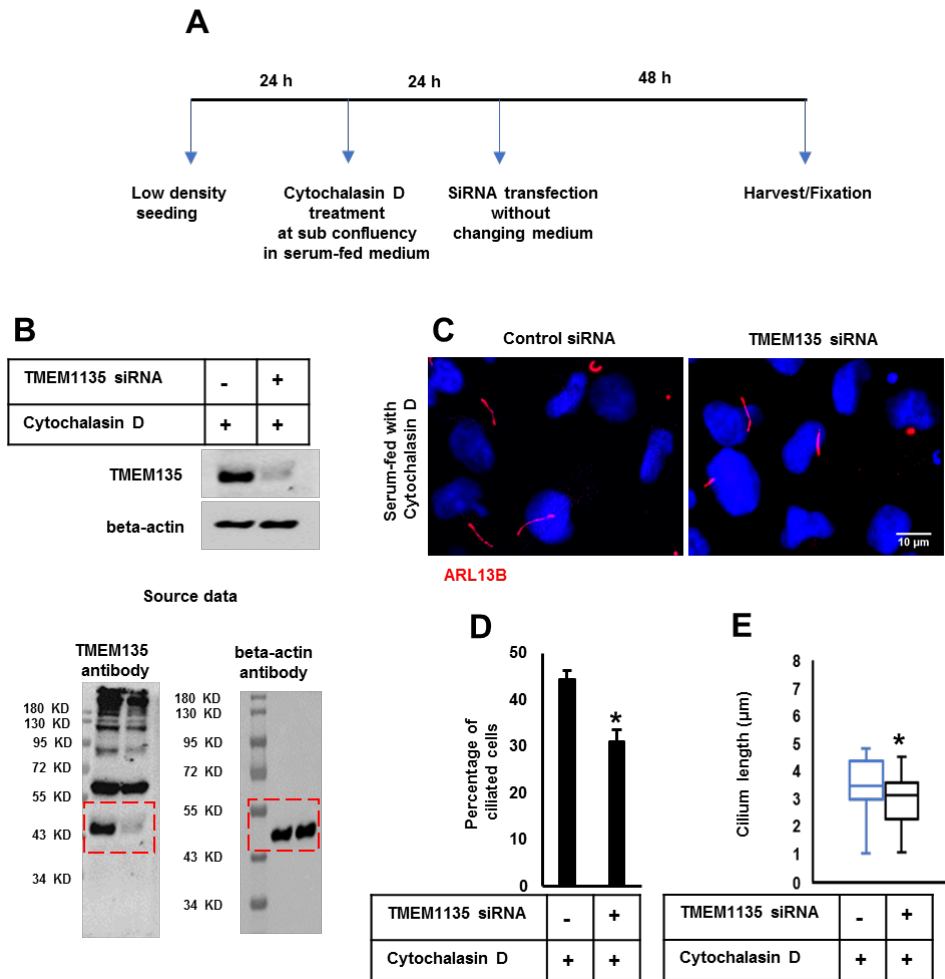 A
24 h
24 h
48 h
Low density
seeding
Cytochalasin D
treatment
at sub confluency
in serum-fed medium
SiRNA transfection
without
changing medium
Harvest/Fixation
B
TMEM1135 siRNA
-
+
Cytochalasin D
+
+
TMEM135
beta-actin
Source data
TMEM135
antibody
180 KD
130 KD
95 KD
72 KD
55 KD
43 KD
34 KD
beta-actin
antibody
180 KD
130 KD
95 KD
72 KD
55 KD
43 KD
34 KD
C
Control siRNA
TMEM135 siRNA
Serum-fed with
Cytochalasin D
10 µm
ARL13B
D
Percentage of
ciliated cells
50
40
30
20
10
0
*
TMEM1135 siRNA
-
+
Cytochalasin D
+
+
E
Cilium length (µm)
8
7
6
5
4
3
2
1
0
*
TMEM1135 siRNA
-
+
Cytochalasin D
+
+